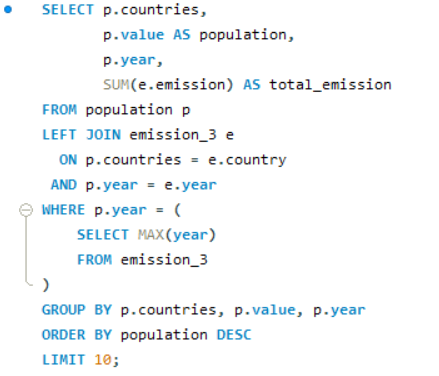 SELECT p.countries,
p.value AS population,
p.year,
SUM(e.emission) AS total_emission
FROM population p
LEFT JOIN emission_3 e
ON p.countries = e.country
AND p.year = e.year
WHERE p.year = (
SELECT MAX(year)
FROM emission_3
)
GROUP BY p.countries, p.value, p.year
ORDER BY population DESC
LIMIT 10;